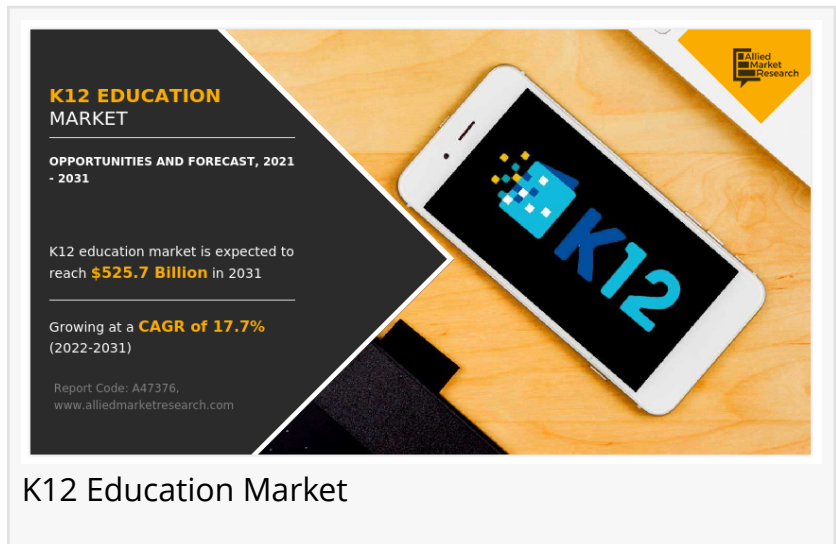 K12 EDUCATION
MARKET
OPPORTUNITIES AND FORECAST, 2021
- 2031
K12 education market is expected to
reach $525.7 Billion in 2031
Growing at a CAGR of 17.7%
(2022-2031)
Report Code: A47376,
www.alliedmarketresearch.com
Allied
Market
Research
K12
K12 Education Market